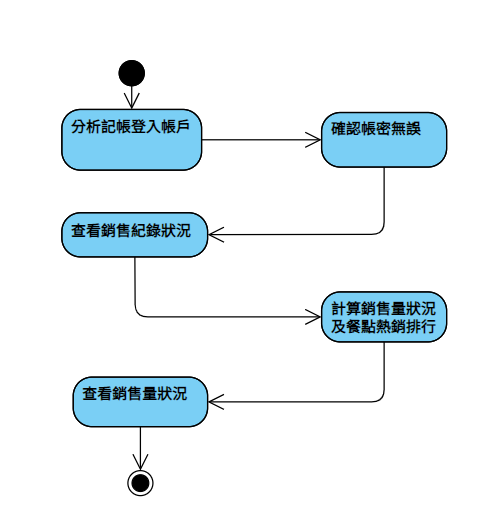 分析記帳登入帳戶
確認帳密無誤
查看銷售紀錄狀況
計算銷售量狀況
及餐點熱銷排行
查看銷售量狀況